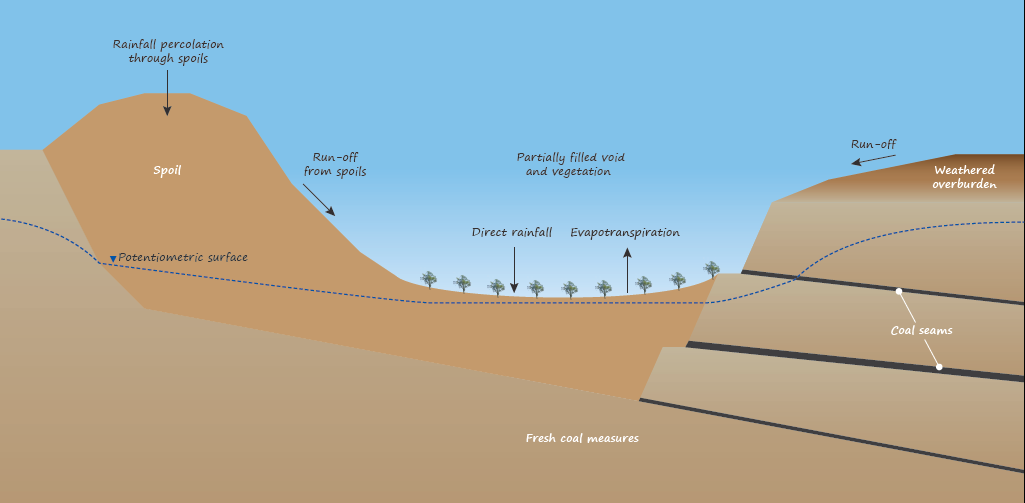 Rainfall percolation
through spoils
Spoil
Run-off
from spoils
Partially filled void
and vegetation
Run-off
Weathered
overburden
Direct rainfall
Evapotranspiration
Potentiometric surface
Coal seams
Fresh coal measures